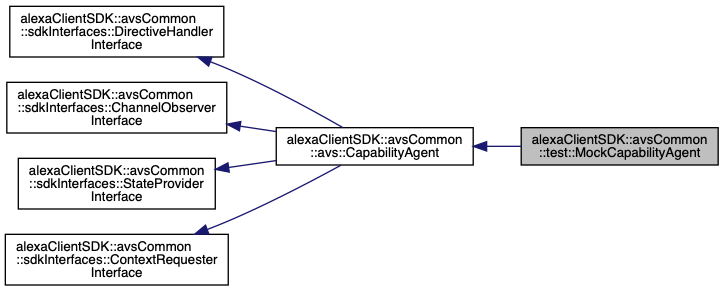 alexaClientSDK::avsCommon
::sdkInterfaces::DirectiveHandler
Interface
alexaClientSDK::avsCommon
::sdkInterfaces::ChannelObserver
Interface
alexaClientSDK::avsCommon
::sdkInterfaces::StateProvider
Interface
alexaClientSDK::avsCommon
::sdkInterfaces::ContextRequester
Interface
alexaClientSDK::avsCommon
::avs::CapabilityAgent
alexaClientSDK::avsCommon
::test::MockCapabilityAgent